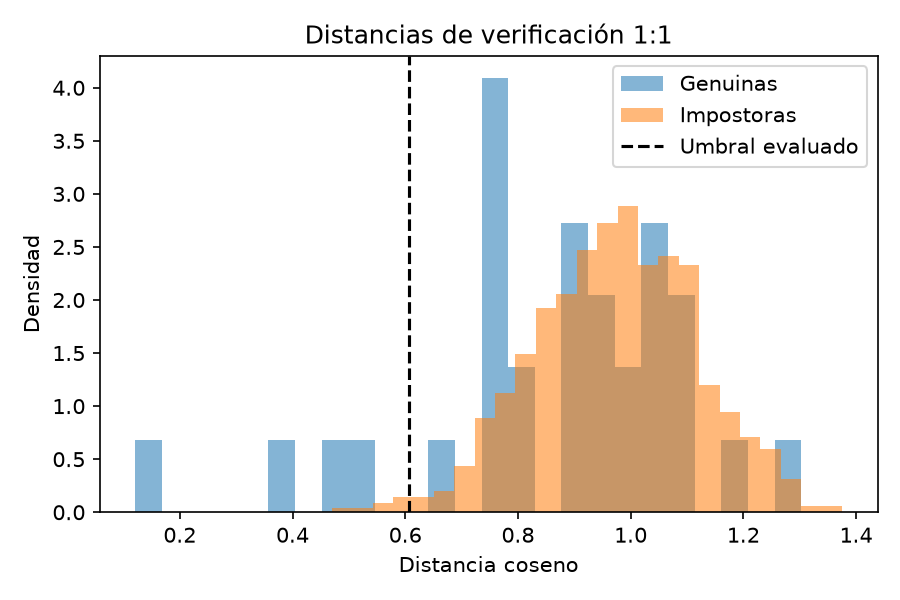 Distancias de verificación 1:1
Densidad
4.0
3.5
3.0
2.5
2.0
1.5
1.0
0.5
0.0
Genuinas
Impostoras
Umbral evaluado
0.2 0.4 0.6 0.8 1.0 1.2 1.4
Distancia coseno